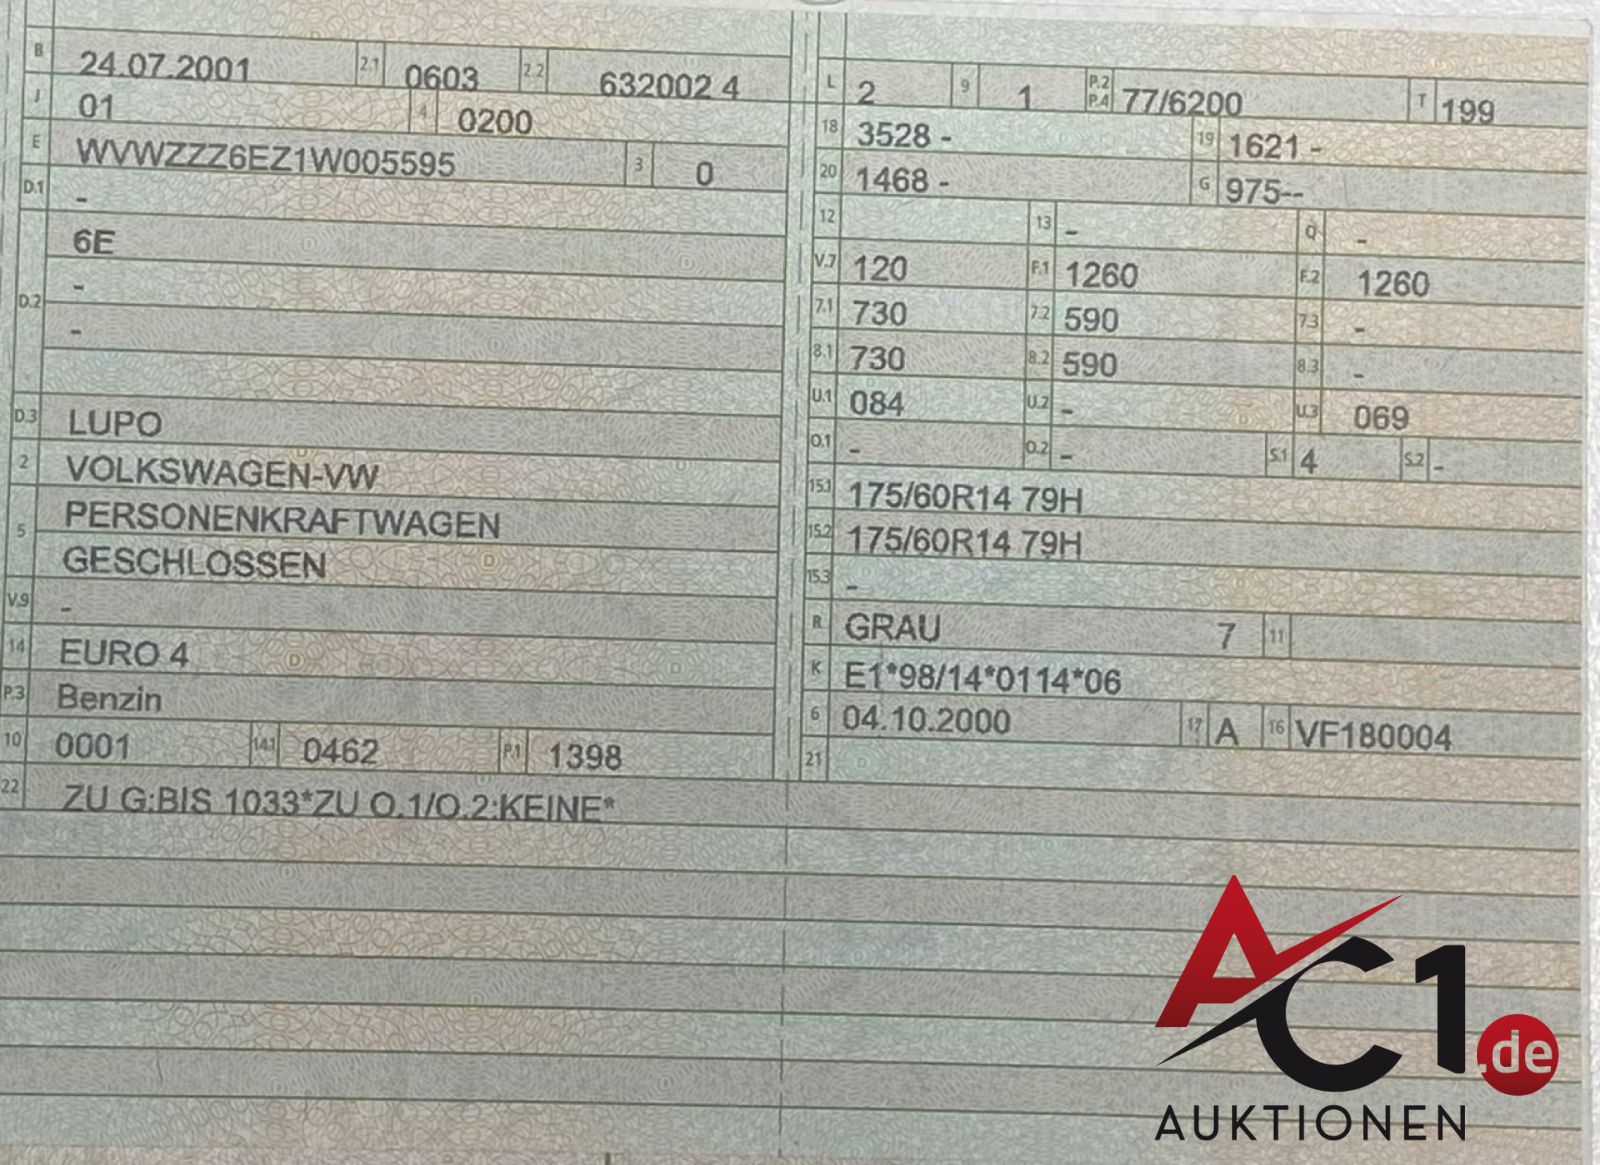 B 24.07.2001 2.1 0603 2.2 632002 4
J 01 4 0200
E WVWZZZ6EZ1W005595 3 0
D.1 -
D.2 6E
-
-
D.3 LUPO
2 VOLKSWAGEN-VW
5 PERSONENKRAFTWAGEN
GESCHLOSSEN
V.9 -
14 EURO 4
P.3 Benzin
10 0001 14.1 0462 P.1 1398
L 2 9 1 P.2 P.4 77/6200 T 199
18 3528 - 19 1621 -
20 1468 - G 975--
12 13 - Q -
V.7 120 F.1 1260 F.2 1260
7.1 730 7.2 590 7.3 -
8.1 730 8.2 590 8.3 -
U.1 084 U.2 - U.3 069
O.1 - O.2 - S.1 4 S.2 -
15.1 175/60R14 79H
15.2 175/60R14 79H
15.3 -
R GRAU 7 11
K E1*98/14*0114*06
6 04.10.2000 17 A 16 VF180004
21
22 ZU G:BIS 1033*ZU O.1/O.2:KEINE*
AC1.de
AUKTIONEN